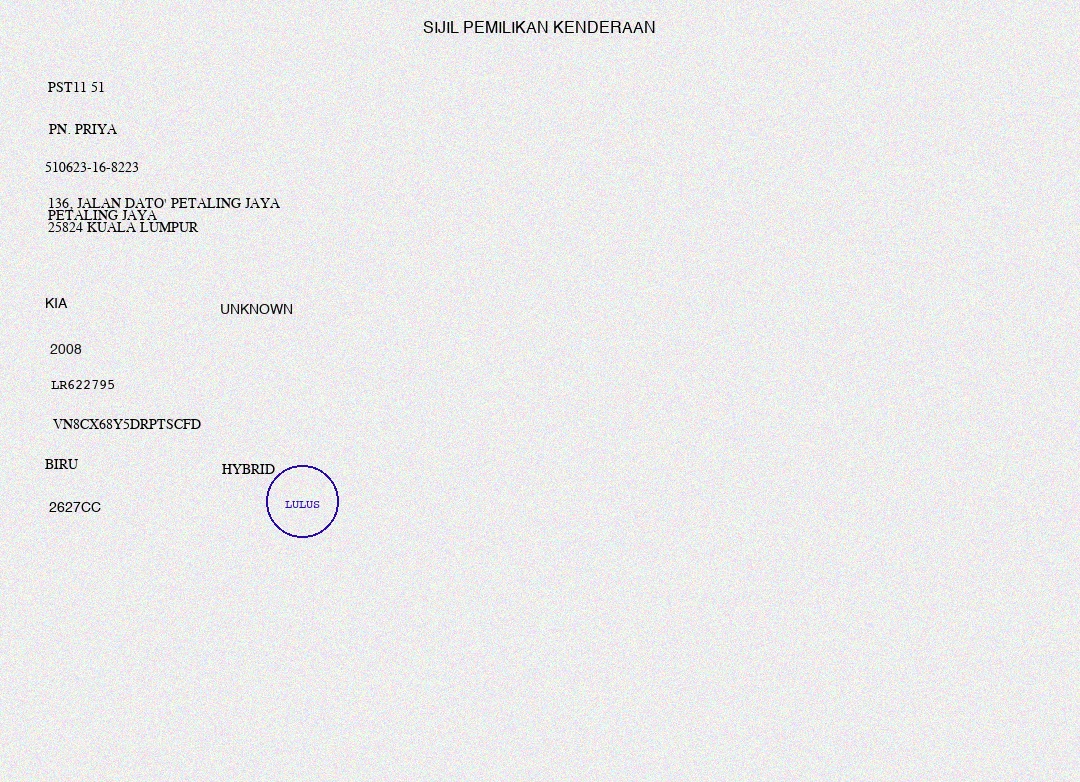 SIJIL PEMILIKAN KENDERAAN
PST11 51
PN. PRIYA
510623-16-8223
136, JALAN DATO' PETALING JAYA
PETALING JAYA
25824 KUALA LUMPUR
KIA
UNKNOWN
2008
LR622795
VN8CX68Y5DRPTSCFD
BIRU
HYBRID
2627CC
LULUS